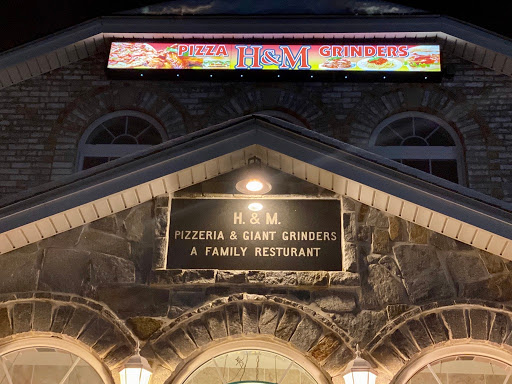 PIZZA H&M GRINDERS
H. & M.
PIZZERIA & GIANT GRINDERS
A FAMILY RESTURANT